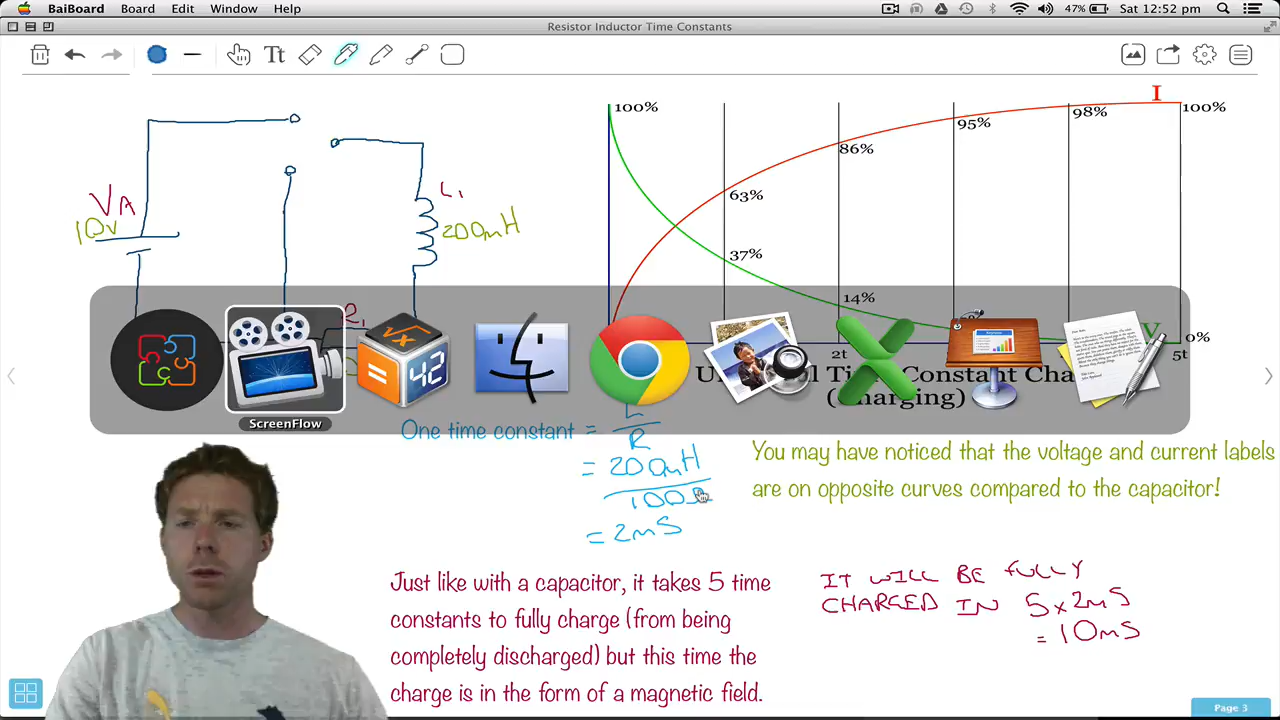 BaiBoard Board Edit Window Help 47% Sat 12:52 pm
Resistor Inductor Time Constants
Tt
I
100% 100%
98%
95%
86%
63%
37%
14%
V
0%
2t 5t
VA
10v
L1
200mH
R1
= 42
ScreenFlow
(Charging)
One time constant = L
R
= 200mH
100Ω
= 2mS
You may have noticed that the voltage and current labels
are on opposite curves compared to the capacitor!
Just like with a capacitor, it takes 5 time
constants to fully charge (from being
completely discharged) but this time the
charge is in the form of a magnetic field.
IT WILL BE FULLY
CHARGED IN 5 x 2mS
= 10mS
Page 3